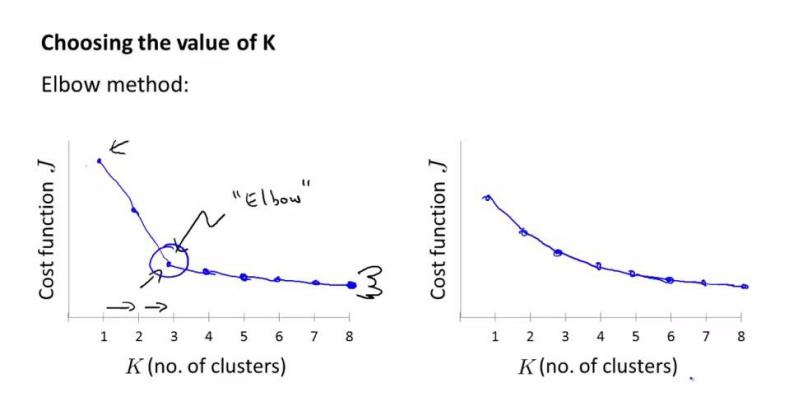 Choosing the value of K
Elbow method:
Cost function J
"Elbow"
1 2 3 4 5 6 7 8
K (no. of clusters)
Cost function J
1 2 3 4 5 6 7 8
K (no. of clusters)